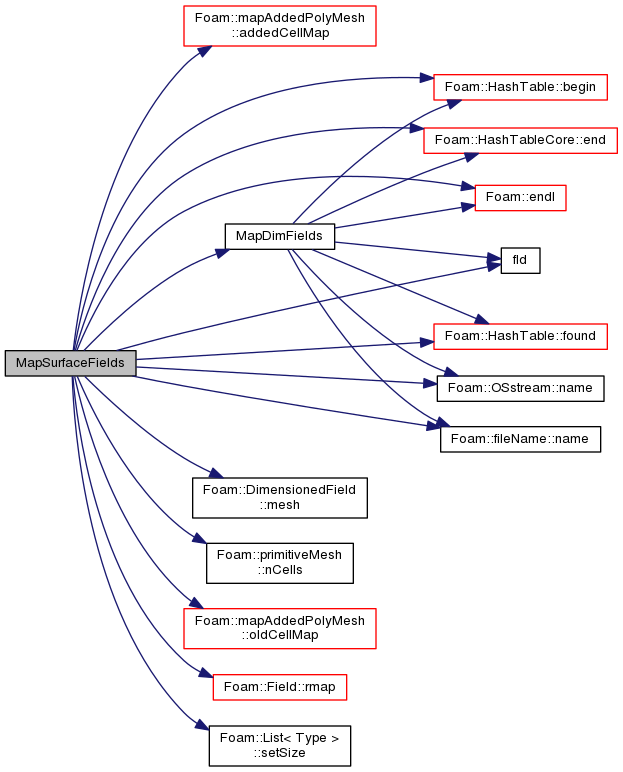 Foam::mapAddedPolyMesh
::addedCellMap
Foam::HashTable::begin
Foam::HashTableCore::end
Foam::endl
MapDimFields
fld
Foam::HashTable::found
MapSurfaceFields
Foam::OSstream::name
Foam::fileName::name
Foam::DimensionedField
::mesh
Foam::primitiveMesh
::nCells
Foam::mapAddedPolyMesh
::oldCellMap
Foam::Field::rmap
Foam::List< Type >
::setSize